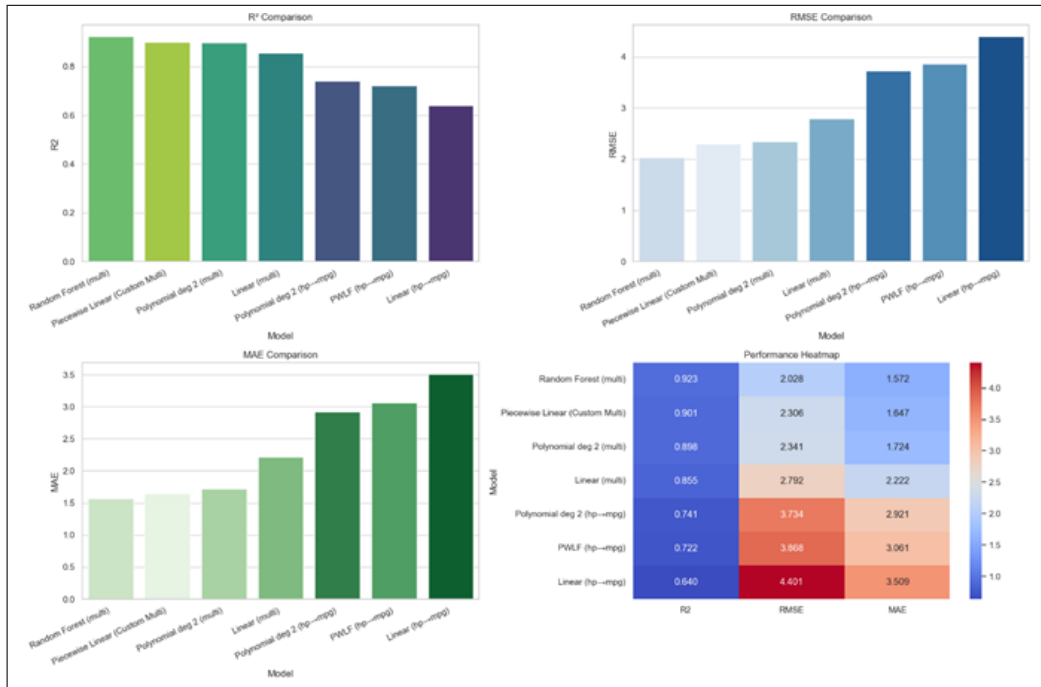 R² Comparison
R2
0.8
0.6
0.4
0.2
0.0
Random Forest (multi)
Piecewise Linear (Custom Multi)
Polynomial deg 2 (multi)
Linear (multi)
Polynomial deg 2 (hp→mpg)
PWLF (hp→mpg)
Linear (hp→mpg)
Model
RMSE Comparison
RMSE
4
3
2
1
0
Random Forest (multi)
Piecewise Linear (Custom Multi)
Polynomial deg 2 (multi)
Linear (multi)
Polynomial deg 2 (hp→mpg)
PWLF (hp→mpg)
Linear (hp→mpg)
Model
MAE Comparison
MAE
3.5
3.0
2.5
2.0
1.5
1.0
0.5
0.0
Random Forest (multi)
Piecewise Linear (Custom Multi)
Polynomial deg 2 (multi)
Linear (multi)
Polynomial deg 2 (hp→mpg)
PWLF (hp→mpg)
Linear (hp→mpg)
Model
Performance Heatmap
Model
Random Forest (multi) 0.923 2.028 1.572
Piecewise Linear (Custom Multi) 0.901 2.306 1.647
Polynomial deg 2 (multi) 0.898 2.341 1.724
Linear (multi) 0.855 2.792 2.222
Polynomial deg 2 (hp→mpg) 0.741 3.734 2.921
PWLF (hp→mpg) 0.722 3.868 3.061
Linear (hp→mpg) 0.640 4.401 3.509
R2 RMSE MAE
4.0
3.5
3.0
2.5
2.0
1.5
1.0